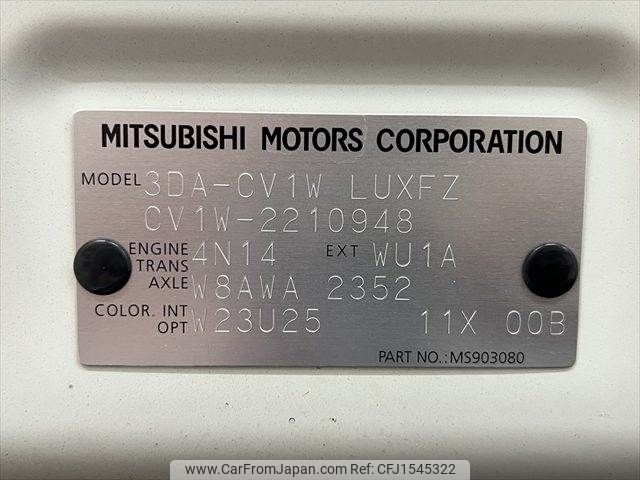 MITSUBISHI MOTORS CORPORATION
MODEL 3DA-CV1W LUXFZ
CV1W-2210948
ENGINE 4N14 EXT WU1A
TRANS
AXLE W8AWA 2352
COLOR. INT
OPT W23U25 11X 00B
PART NO.:MS903080
www.CarFromJapan.com | CFJ1545322